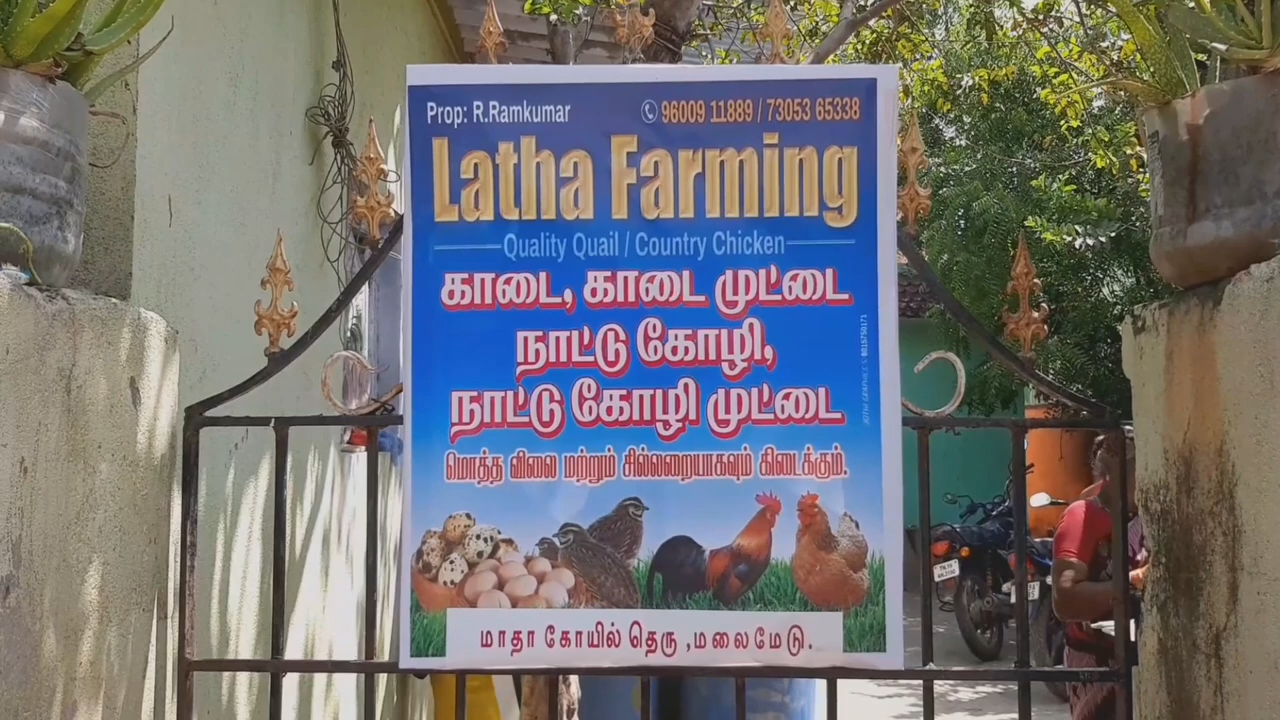 Prop: R.Ramkumar
96009 11889 / 73053 65338
Latha Farming
Quality Quail / Country Chicken
காடை, காடை முட்டை
நாட்டு கோழி,
நாட்டு கோழி முட்டை
மொத்த விலை மற்றும் சில்லறையாகவும் கிடைக்கும்.
மாதா கோயில் தெரு ,மலைமேடு.